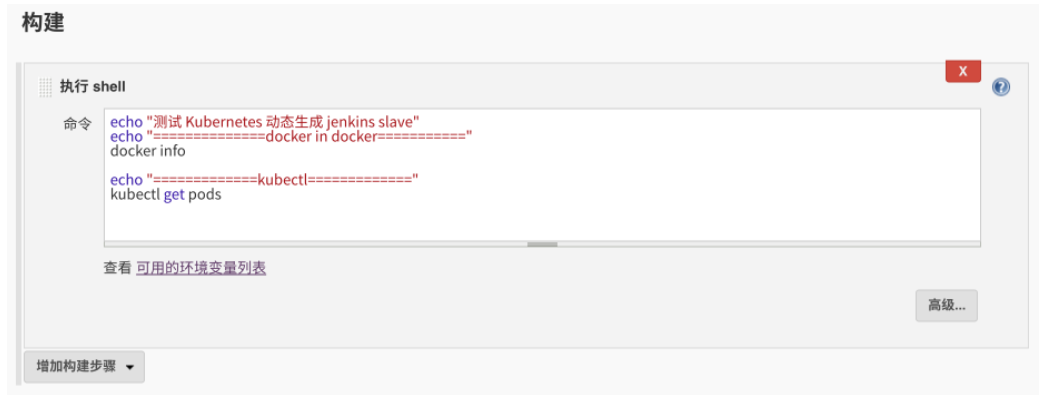 构建
执行 shell
X
?
命令
echo "测试 Kubernetes 动态生成 jenkins slave"
echo "==============docker in docker==========="
docker info
echo "=============kubectl============="
kubectl get pods
查看 可用的环境变量列表
高级...
增加构建步骤